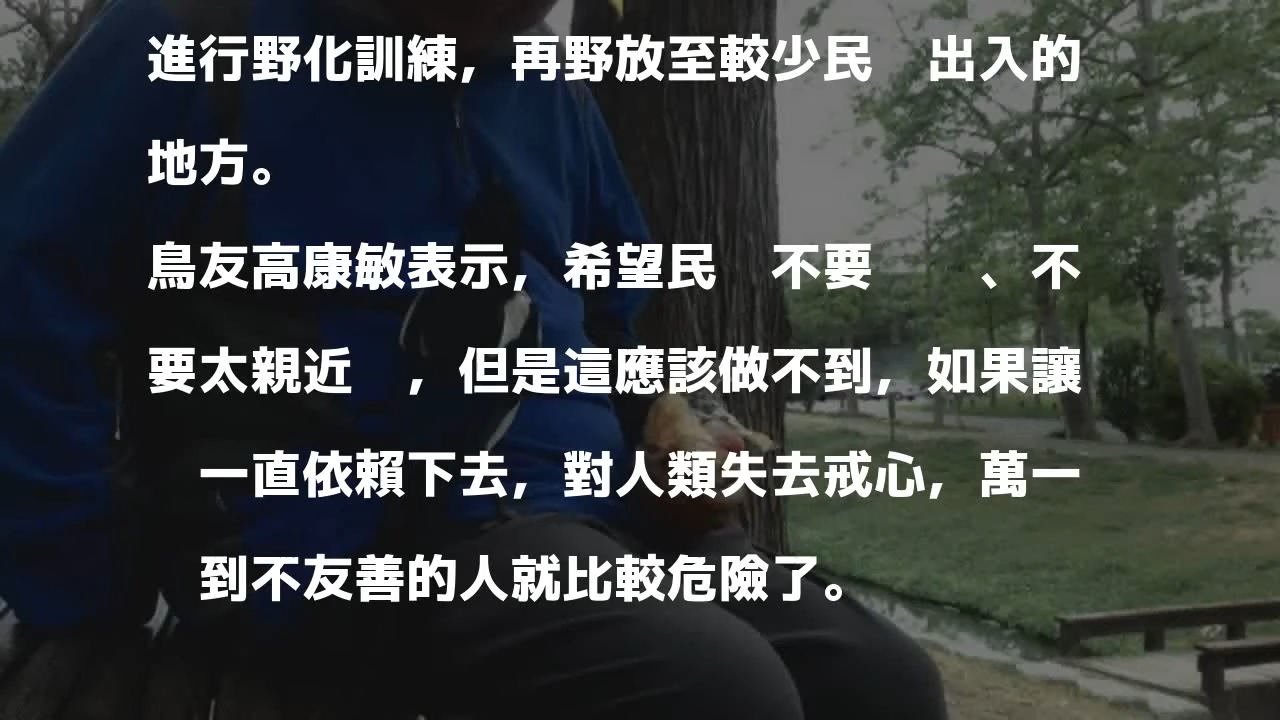 進行野化訓練，再野放至較少民　出入的
地方。
鳥友高康敏表示，希望民　不要　　、不
要太親近　，但是這應該做不到，如果讓
　一直依賴下去，對人類失去戒心，萬一
　到不友善的人就比較危險了。